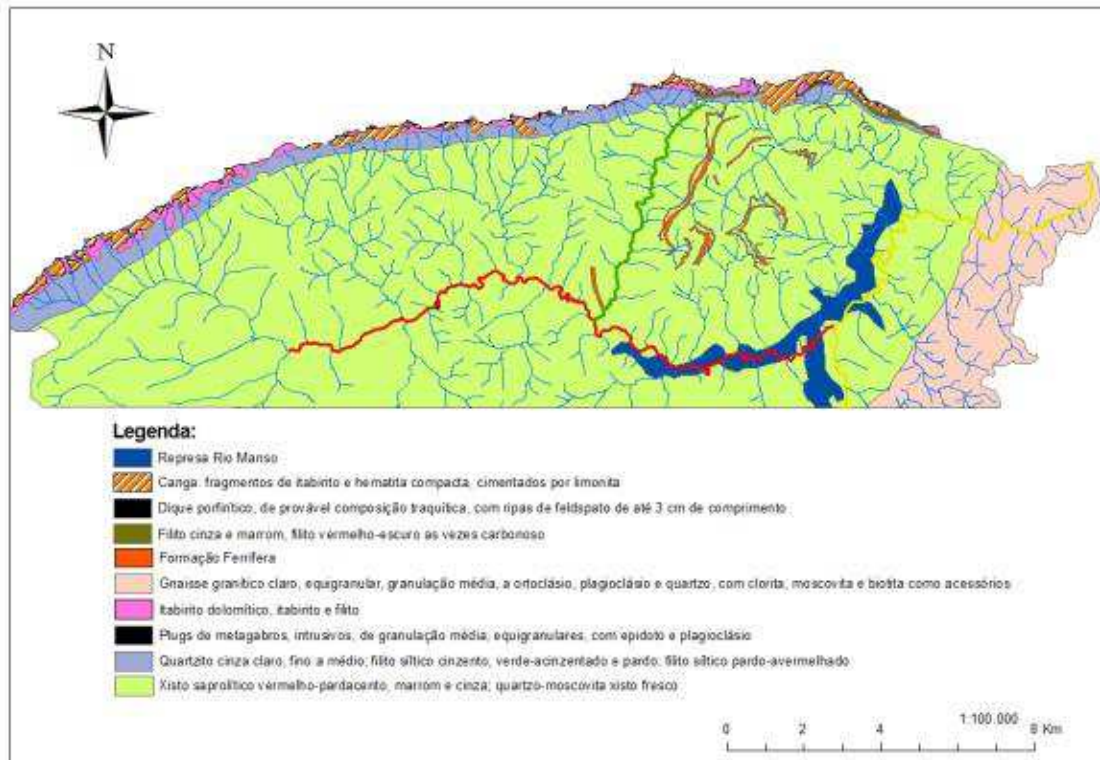 N
Legenda:
Represa Rio Manso
Canga: fragmentos de itabirito e hematita compacta, cimentados por limonita
Dique porfirítico, de provável composição traquítica, com ripas de feldspato de até 3 cm de comprimento
Filito cinza e marrom, filito vermelho-escuro as vezes carbonoso
Formação Ferrífera
Gnaisse granítico claro, equigranular, granulação média, a ortoclásio, plagioclásio e quartzo, com clorita, moscovita e biotita como acessórios
Itabirito dolomítico, itabirito e filito
Plugs de metagabros, intrusivos, de granulação média, equigranulares, com epidoto e plagioclásio
Quartzito cinza claro, fino a médio; filito síltico cinzento, verde-acinzentado e pardo; filito síltico pardo-avermelhado
Xisto saprolítico vermelho-pardacento, marrom e cinza; quartzo-moscovita xisto fresco
1:100.000
0 2 4 8 Km